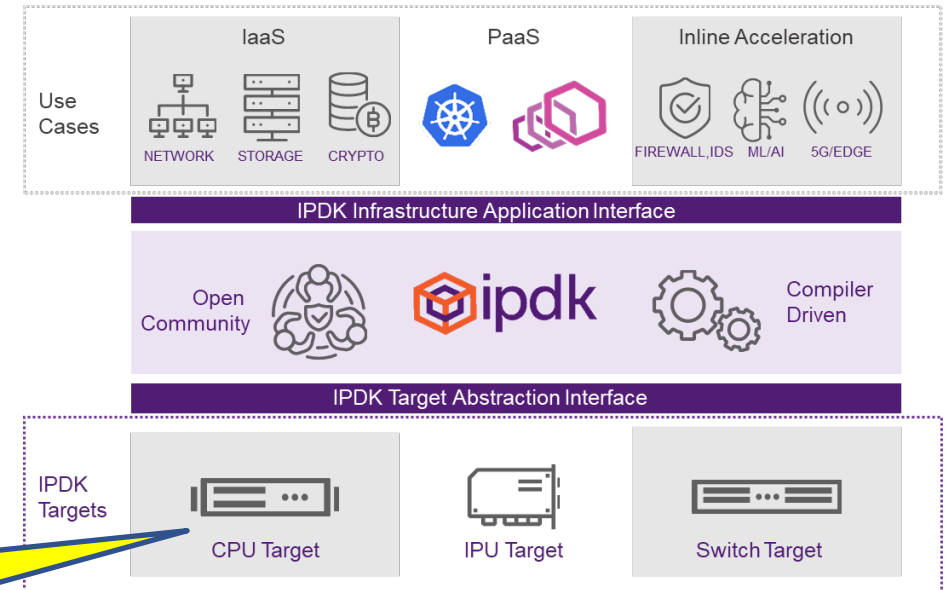 IaaS
PaaS
Inline Acceleration
Use
Cases
NETWORK
STORAGE
CRYPTO
FIREWALL,IDS
ML/AI
5G/EDGE
IPDK Infrastructure Application Interface
Open
Community
ipdk
Compiler
Driven
IPDK Target Abstraction Interface
IPDK
Targets
CPU Target
IPU Target
Switch Target